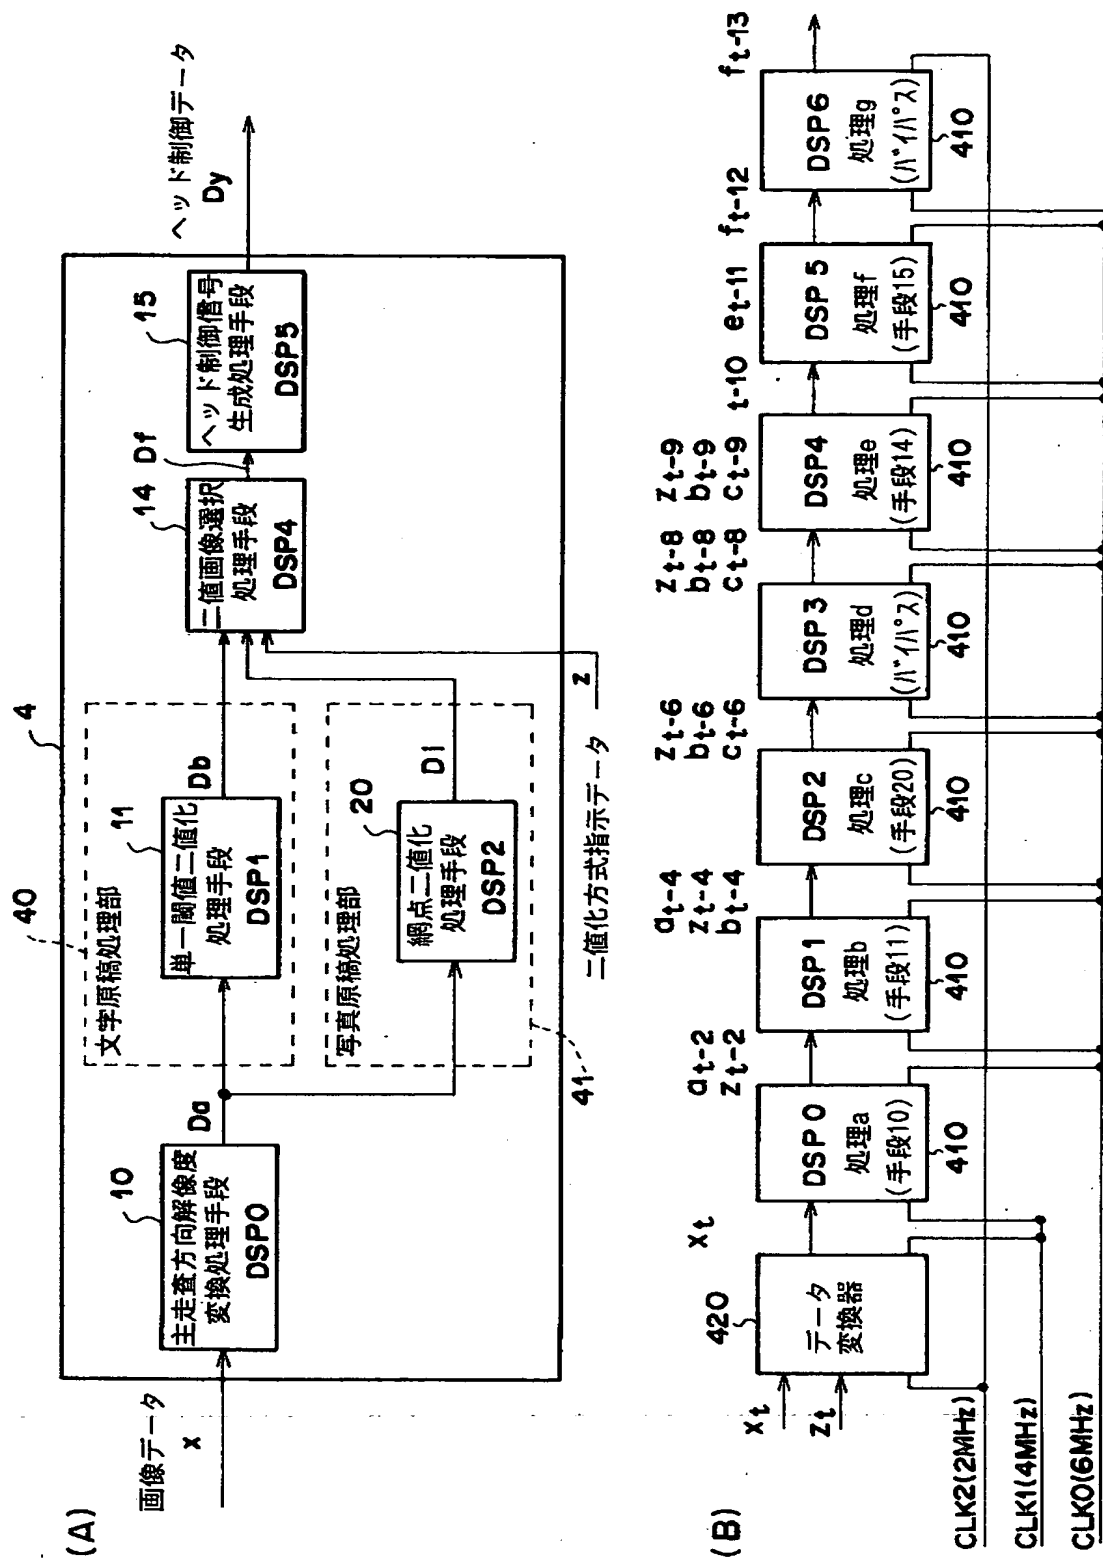 (A)
画像データ
x
10
主走査方向解像度
変換処理手段
DSP0
Da
40
文字原稿処理部
11
単一閾値二値化
処理手段
DSP1
Db
4
写真原稿処理部
20
網点二値化
処理手段
DSP2
Dl
41
二値化方式指示データ
z
14
二値画像選択
処理手段
DSP4
Df
15
ヘッド制御信号
生成処理手段
DSP5
ヘッド制御データ
Dy
(B)
xt
zt
420
データ
変換器
xt
DSP0
処理a
(手段10)
410
at-2
zt-2
DSP1
処理b
(手段11)
410
at-4
zt-4
bt-4
DSP2
処理c
(手段20)
410
zt-6
bt-6
ct-6
DSP3
処理d
(バイパス)
410
zt-8
bt-8
ct-8
zt-9
bt-9
ct-9
DSP4
処理e
(手段14)
410
t-10
et-11
DSP5
処理f
(手段15)
410
ft-12
DSP6
処理g
(バイパス)
410
ft-13
CLK2(2MHz)
CLK1(4MHz)
CLK0(6MHz)